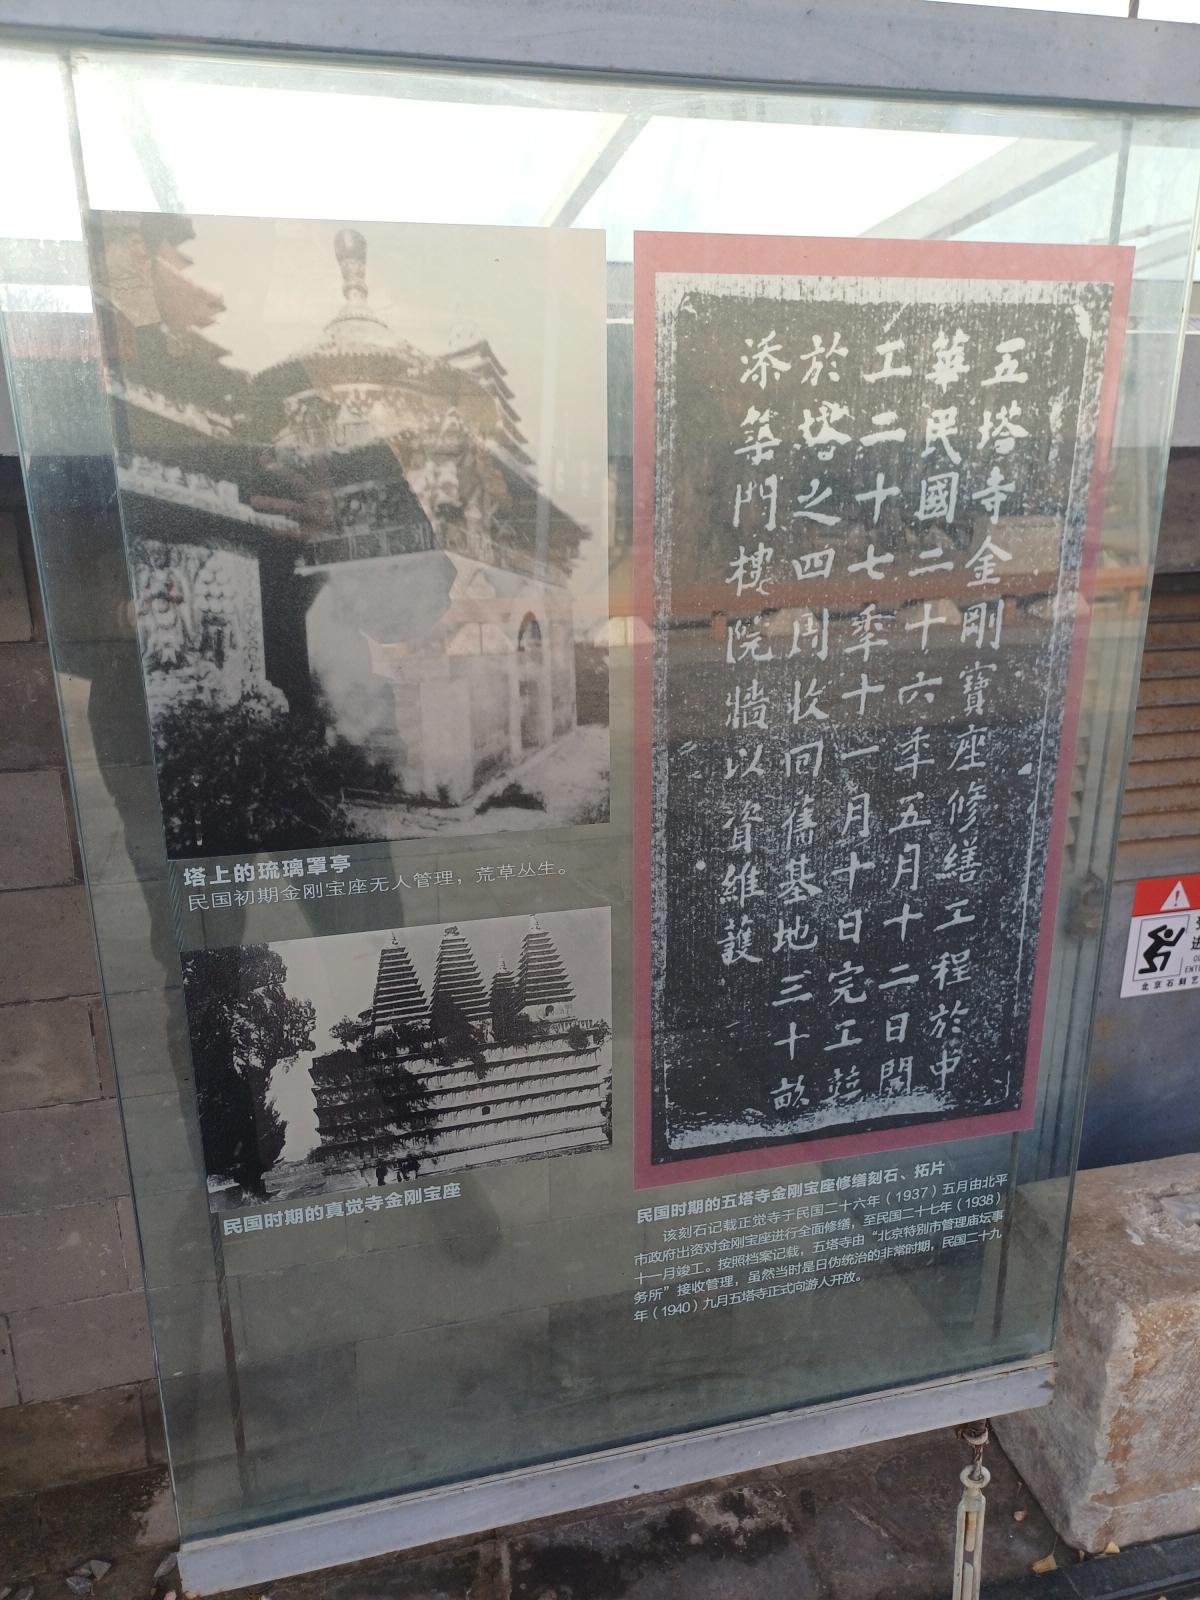 塔上的琉璃罩亭
民国初期金刚宝座无人管理，荒草丛生。
民国时期的真觉寺金刚宝座
五塔寺金剛寶座修繕工程於中
華民國二十六秊五月十二日開
工二十七秊十一月十日完工並
於塔之四周收回舊基地三十畝
添築門樓院牆以資維護
民国时期的五塔寺金刚宝座修缮刻石、拓片
该刻石记载正觉寺于民国二十六年（1937）五月由北平
市政府出资对金刚宝座进行全面修缮，至民国二十七年（1938）
十一月竣工。按照档案记载，五塔寺由“北京特别市管理庙坛事
务所”接收管理，虽然当时是日伪统治的非常时期，民国二十九
年（1940）九月五塔寺正式向游人开放。
北京石刻艺